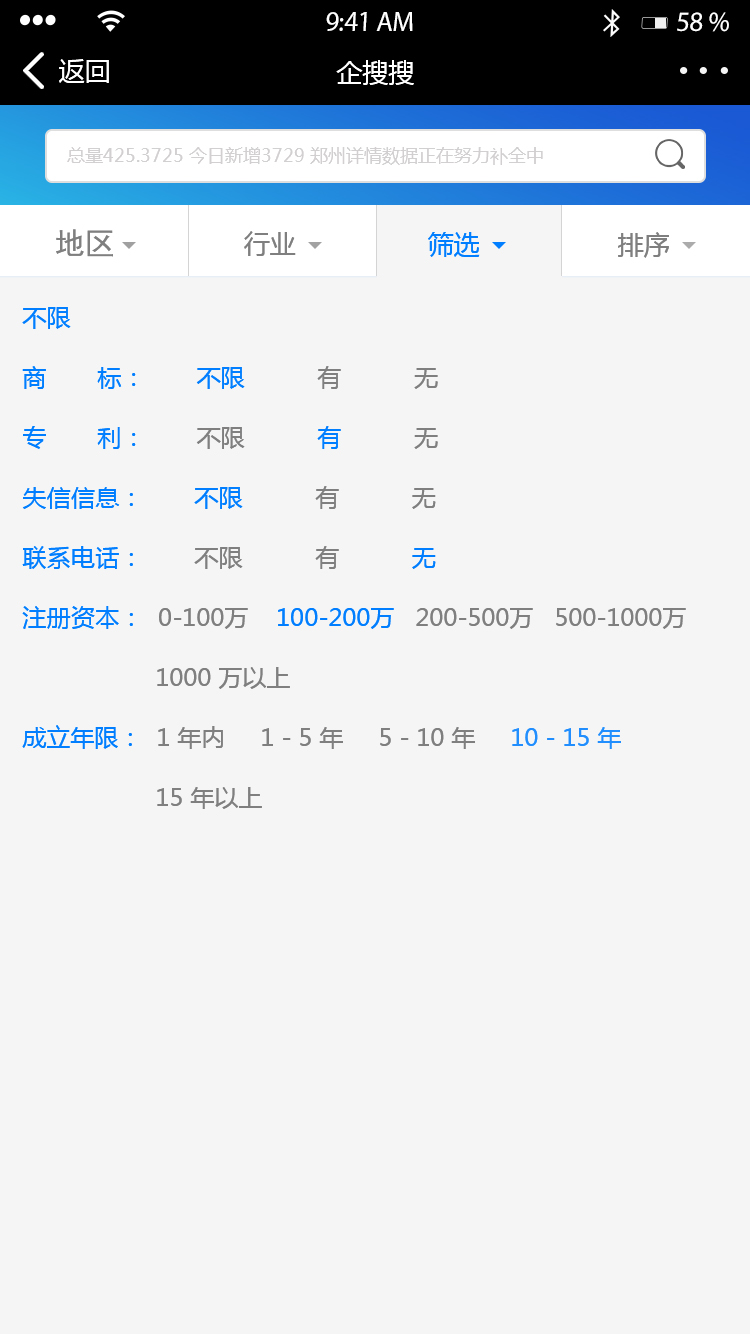 9:41 AM 58 %
返回 企搜搜
总量425.3725 今日新增3729 郑州详情数据正在努力补全中
地区 行业 筛选 排序
不限
商 标： 不限 有 无
专 利： 不限 有 无
失信信息： 不限 有 无
联系电话： 不限 有 无
注册资本： 0-100万 100-200万 200-500万 500-1000万
1000 万以上
成立年限： 1 年内 1 - 5 年 5 - 10 年 10 - 15 年
15 年以上